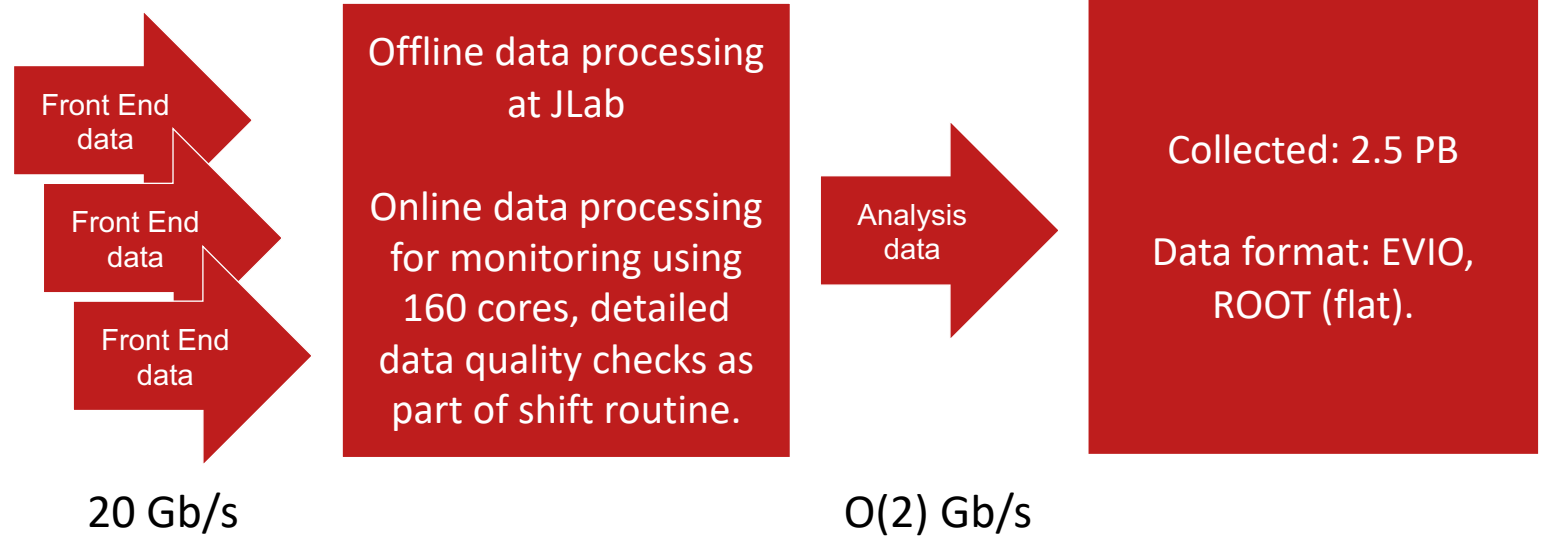 Front End
data
Front End
data
Front End
data
20 Gb/s
Offline data processing
at JLab
Online data processing
for monitoring using
160 cores, detailed
data quality checks as
part of shift routine.
Analysis
data
O(2) Gb/s
Collected: 2.5 PB
Data format: EVIO,
ROOT (flat).